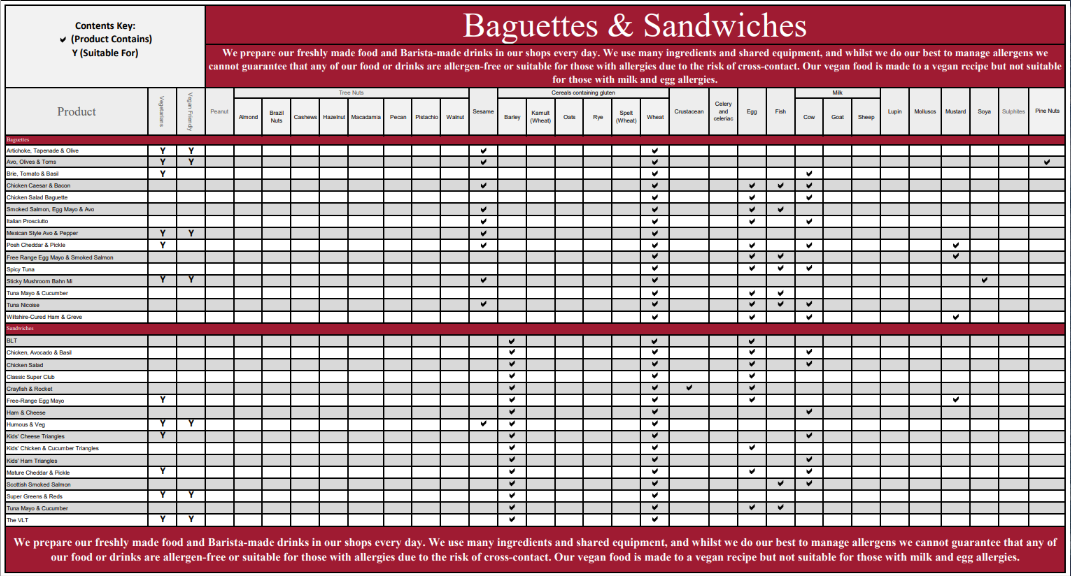 Contents Key:
✔ (Product Contains)
Y (Suitable For)
Baguettes & Sandwiches
We prepare our freshly made food and Barista-made drinks in our shops every day. We use many ingredients and shared equipment, and whilst we do our best to manage allergens we
cannot guarantee that any of our food or drinks are allergen-free or suitable for those with allergies due to the risk of cross-contact. Our vegan food is made to a vegan recipe but not suitable
for those with milk and egg allergies.
Tree Nuts Cereals containing gluten Milk
Product Vegetarians Vegan Friendly Peanut Almond Brazil Nuts Cashews Hazelnut Macadamia Pecan Pistachio Walnut Sesame Barley Kamult (Wheat) Oats Rye Spelt (Wheat) Wheat Crustacean Celery and celeriac Egg Fish Cow Goat Sheep Lupin Molluscs Mustard Soya Sulphites Pine Nuts
Baguettes
Artichoke, Tapenade & Olive Y Y ✔ ✔
Avo, Olives & Toms Y Y ✔ ✔ ✔
Brie, Tomato & Basil Y ✔ ✔
Chicken Caesar & Bacon ✔ ✔ ✔ ✔ ✔
Chicken Salad Baguette ✔ ✔ ✔
Smoked Salmon, Egg Mayo & Avo ✔ ✔ ✔ ✔
Italian Prosciutto ✔ ✔ ✔ ✔
Mexican Style Avo & Pepper Y Y ✔ ✔
Posh Cheddar & Pickle Y ✔ ✔ ✔ ✔ ✔
Free Range Egg Mayo & Smoked Salmon ✔ ✔ ✔ ✔
Spicy Tuna ✔ ✔ ✔ ✔
Sticky Mushroom Bahn Mi Y Y ✔ ✔ ✔
Tuna Mayo & Cucumber ✔ ✔ ✔
Tuna Nicoise ✔ ✔ ✔ ✔ ✔
Wiltshire-Cured Ham & Greve ✔ ✔ ✔ ✔
Sandwiches
BLT ✔ ✔ ✔
Chicken, Avocado & Basil ✔ ✔ ✔ ✔
Chicken Salad ✔ ✔ ✔ ✔
Classic Super Club ✔ ✔ ✔
Crayfish & Rocket ✔ ✔ ✔ ✔
Free-Range Egg Mayo Y ✔ ✔ ✔ ✔
Ham & Cheese ✔ ✔ ✔
Humous & Veg Y Y ✔ ✔ ✔
Kids' Cheese Triangles Y ✔ ✔ ✔
Kids' Chicken & Cucumber Triangles ✔ ✔ ✔
Kids' Ham Triangles ✔ ✔ ✔
Mature Cheddar & Pickle Y ✔ ✔ ✔ ✔
Scottish Smoked Salmon ✔ ✔ ✔ ✔
Super Greens & Reds Y Y ✔ ✔
Tuna Mayo & Cucumber ✔ ✔ ✔ ✔
The VLT Y Y ✔ ✔
We prepare our freshly made food and Barista-made drinks in our shops every day. We use many ingredients and shared equipment, and whilst we do our best to manage allergens we cannot guarantee that any of
our food or drinks are allergen-free or suitable for those with allergies due to the risk of cross-contact. Our vegan food is made to a vegan recipe but not suitable for those with milk and egg allergies.